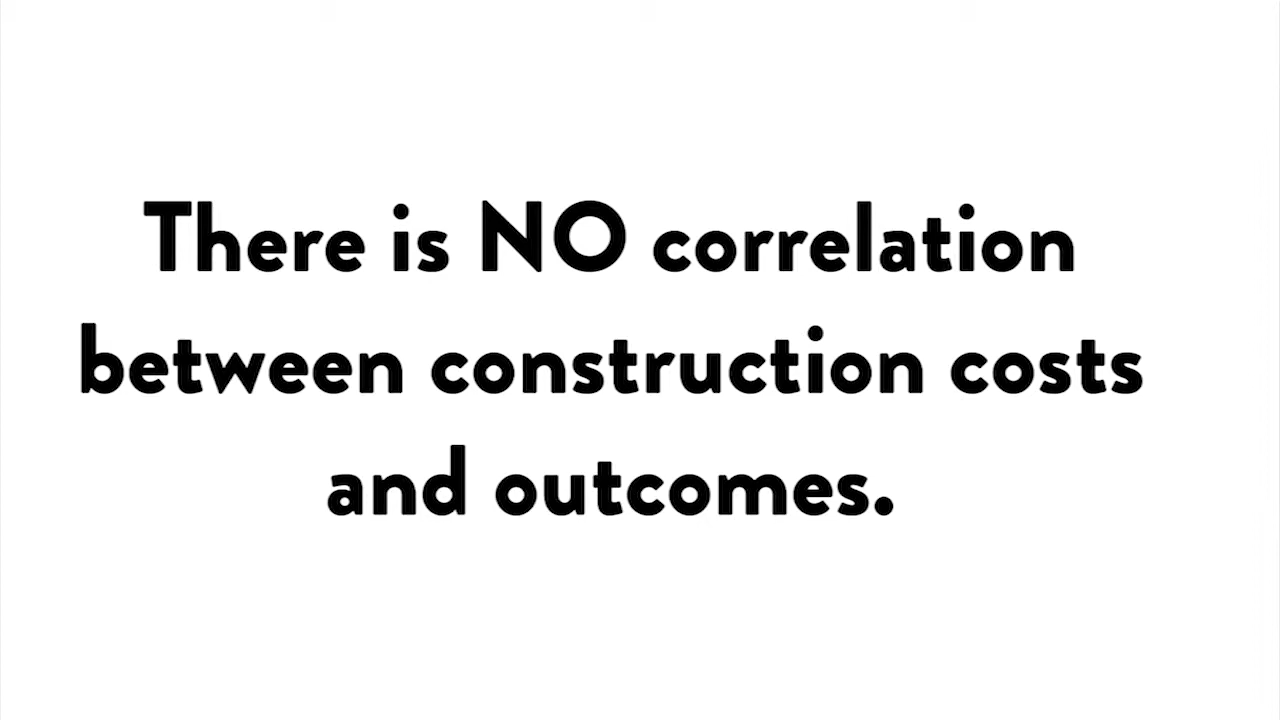 There is NO correlation
between construction costs
and outcomes.